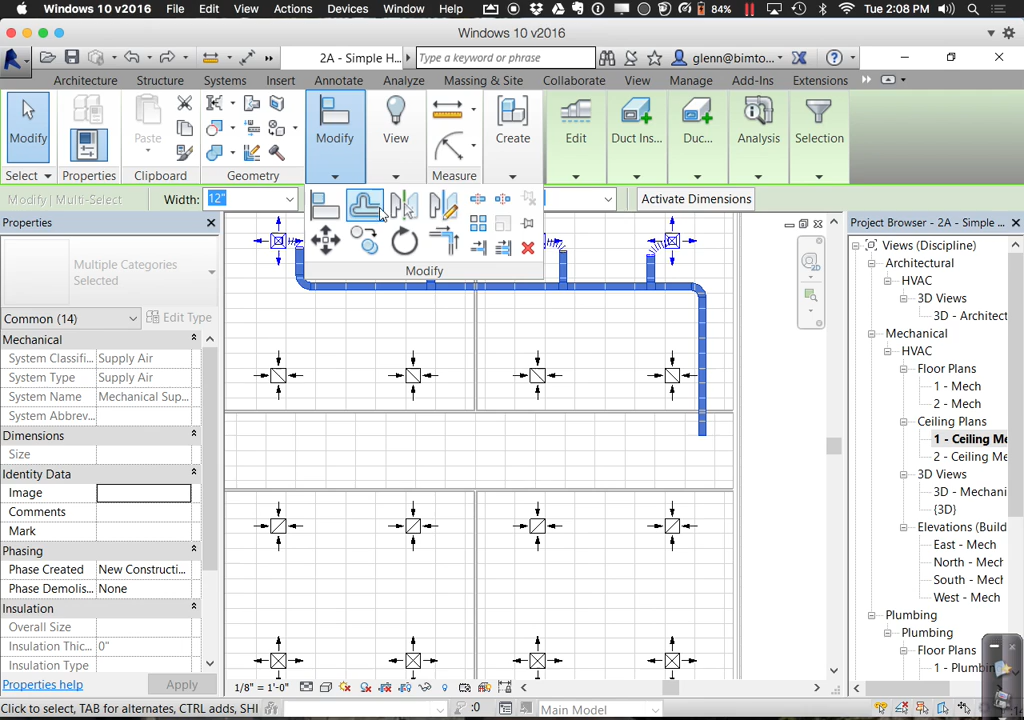 Windows 10 v2016 File Edit View Actions Devices Window Help 84% Tue 2:08 PM
Windows 10 v2016
2A - Simple H... Type a keyword or phrase glenn@bimto...
Architecture Structure Systems Insert Annotate Analyze Massing & Site Collaborate View Manage Add-Ins Extensions
Modify Paste Modify View Create Edit Duct Ins... Duc... Analysis Selection
Select Properties Clipboard Geometry Measure
Modify | Multi-Select Width: 12" Activate Dimensions
Modify
Properties
Multiple Categories
Selected
Common (14) Edit Type
Mechanical
System Classifi... Supply Air
System Type Supply Air
System Name Mechanical Sup...
System Abbrev...
Dimensions
Size
Identity Data
Image
Comments
Mark
Phasing
Phase Created New Constructi...
Phase Demolis... None
Insulation
Overall Size
Insulation Thic... 0"
Insulation Type
Properties help Apply
Project Browser - 2A - Simple ...
Views (Discipline)
Architectural
HVAC
3D Views
3D - Architect
Mechanical
HVAC
Floor Plans
1 - Mech
2 - Mech
Ceiling Plans
1 - Ceiling Me
2 - Ceiling Me
3D Views
3D - Mechani
{3D}
Elevations (Build
East - Mech
North - Mech
South - Mech
West - Mech
Plumbing
Plumbing
Floor Plans
1 - Plumbin
1/8" = 1'-0"
Click to select, TAB for alternates, CTRL adds, SHI :0 Main Model